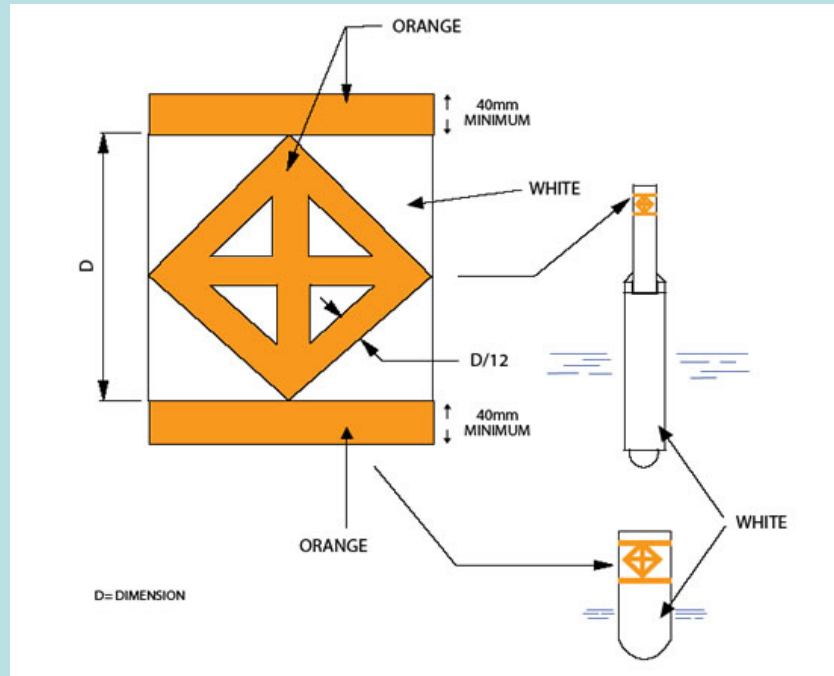 ORANGE
40mm
MINIMUM
WHITE
D
D/12
40mm
MINIMUM
WHITE
ORANGE
D= DIMENSION